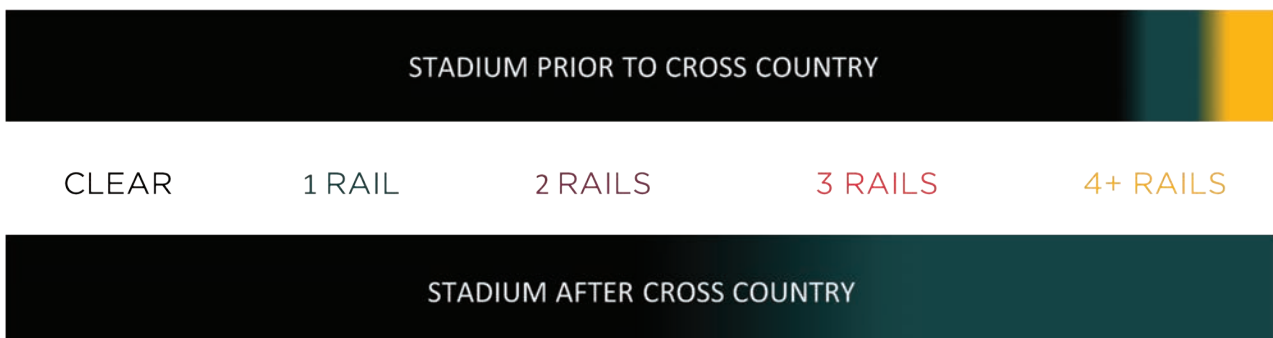 STADIUM PRIOR TO CROSS COUNTRY
CLEAR 1 RAIL 2 RAILS 3 RAILS 4+ RAILS
STADIUM AFTER CROSS COUNTRY